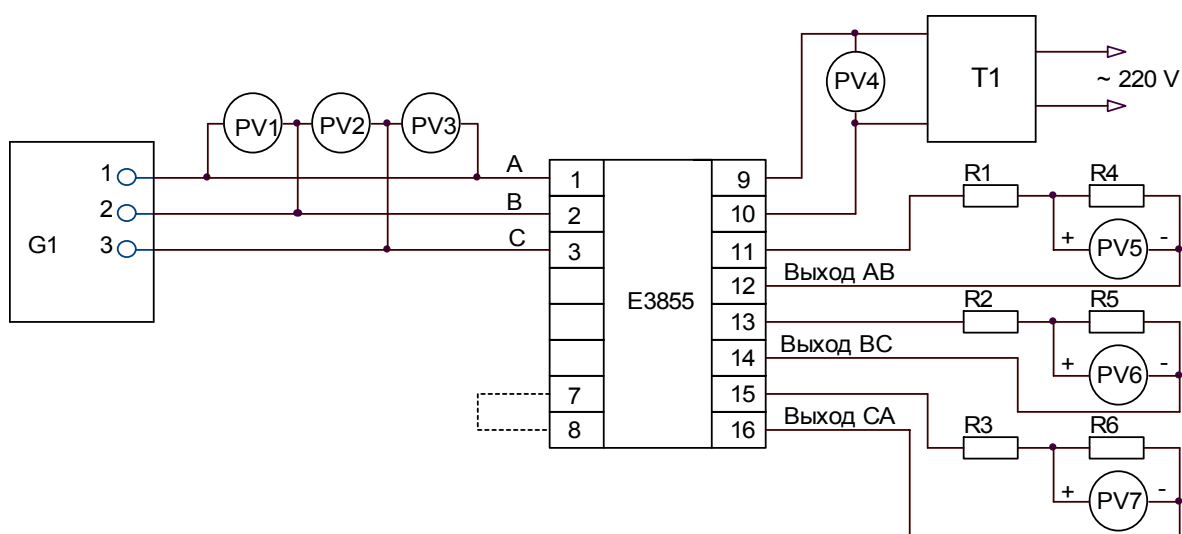 PV4
T1
~ 220 V
PV1
PV2
PV3
G1
1
2
3
A
B
C
1
2
3
7
8
E3855
9
10
11
12
13
14
15
16
Выход АВ
Выход ВС
Выход СА
R1
R4
+
PV5
-
R2
R5
+
PV6
-
R3
R6
+
PV7
-